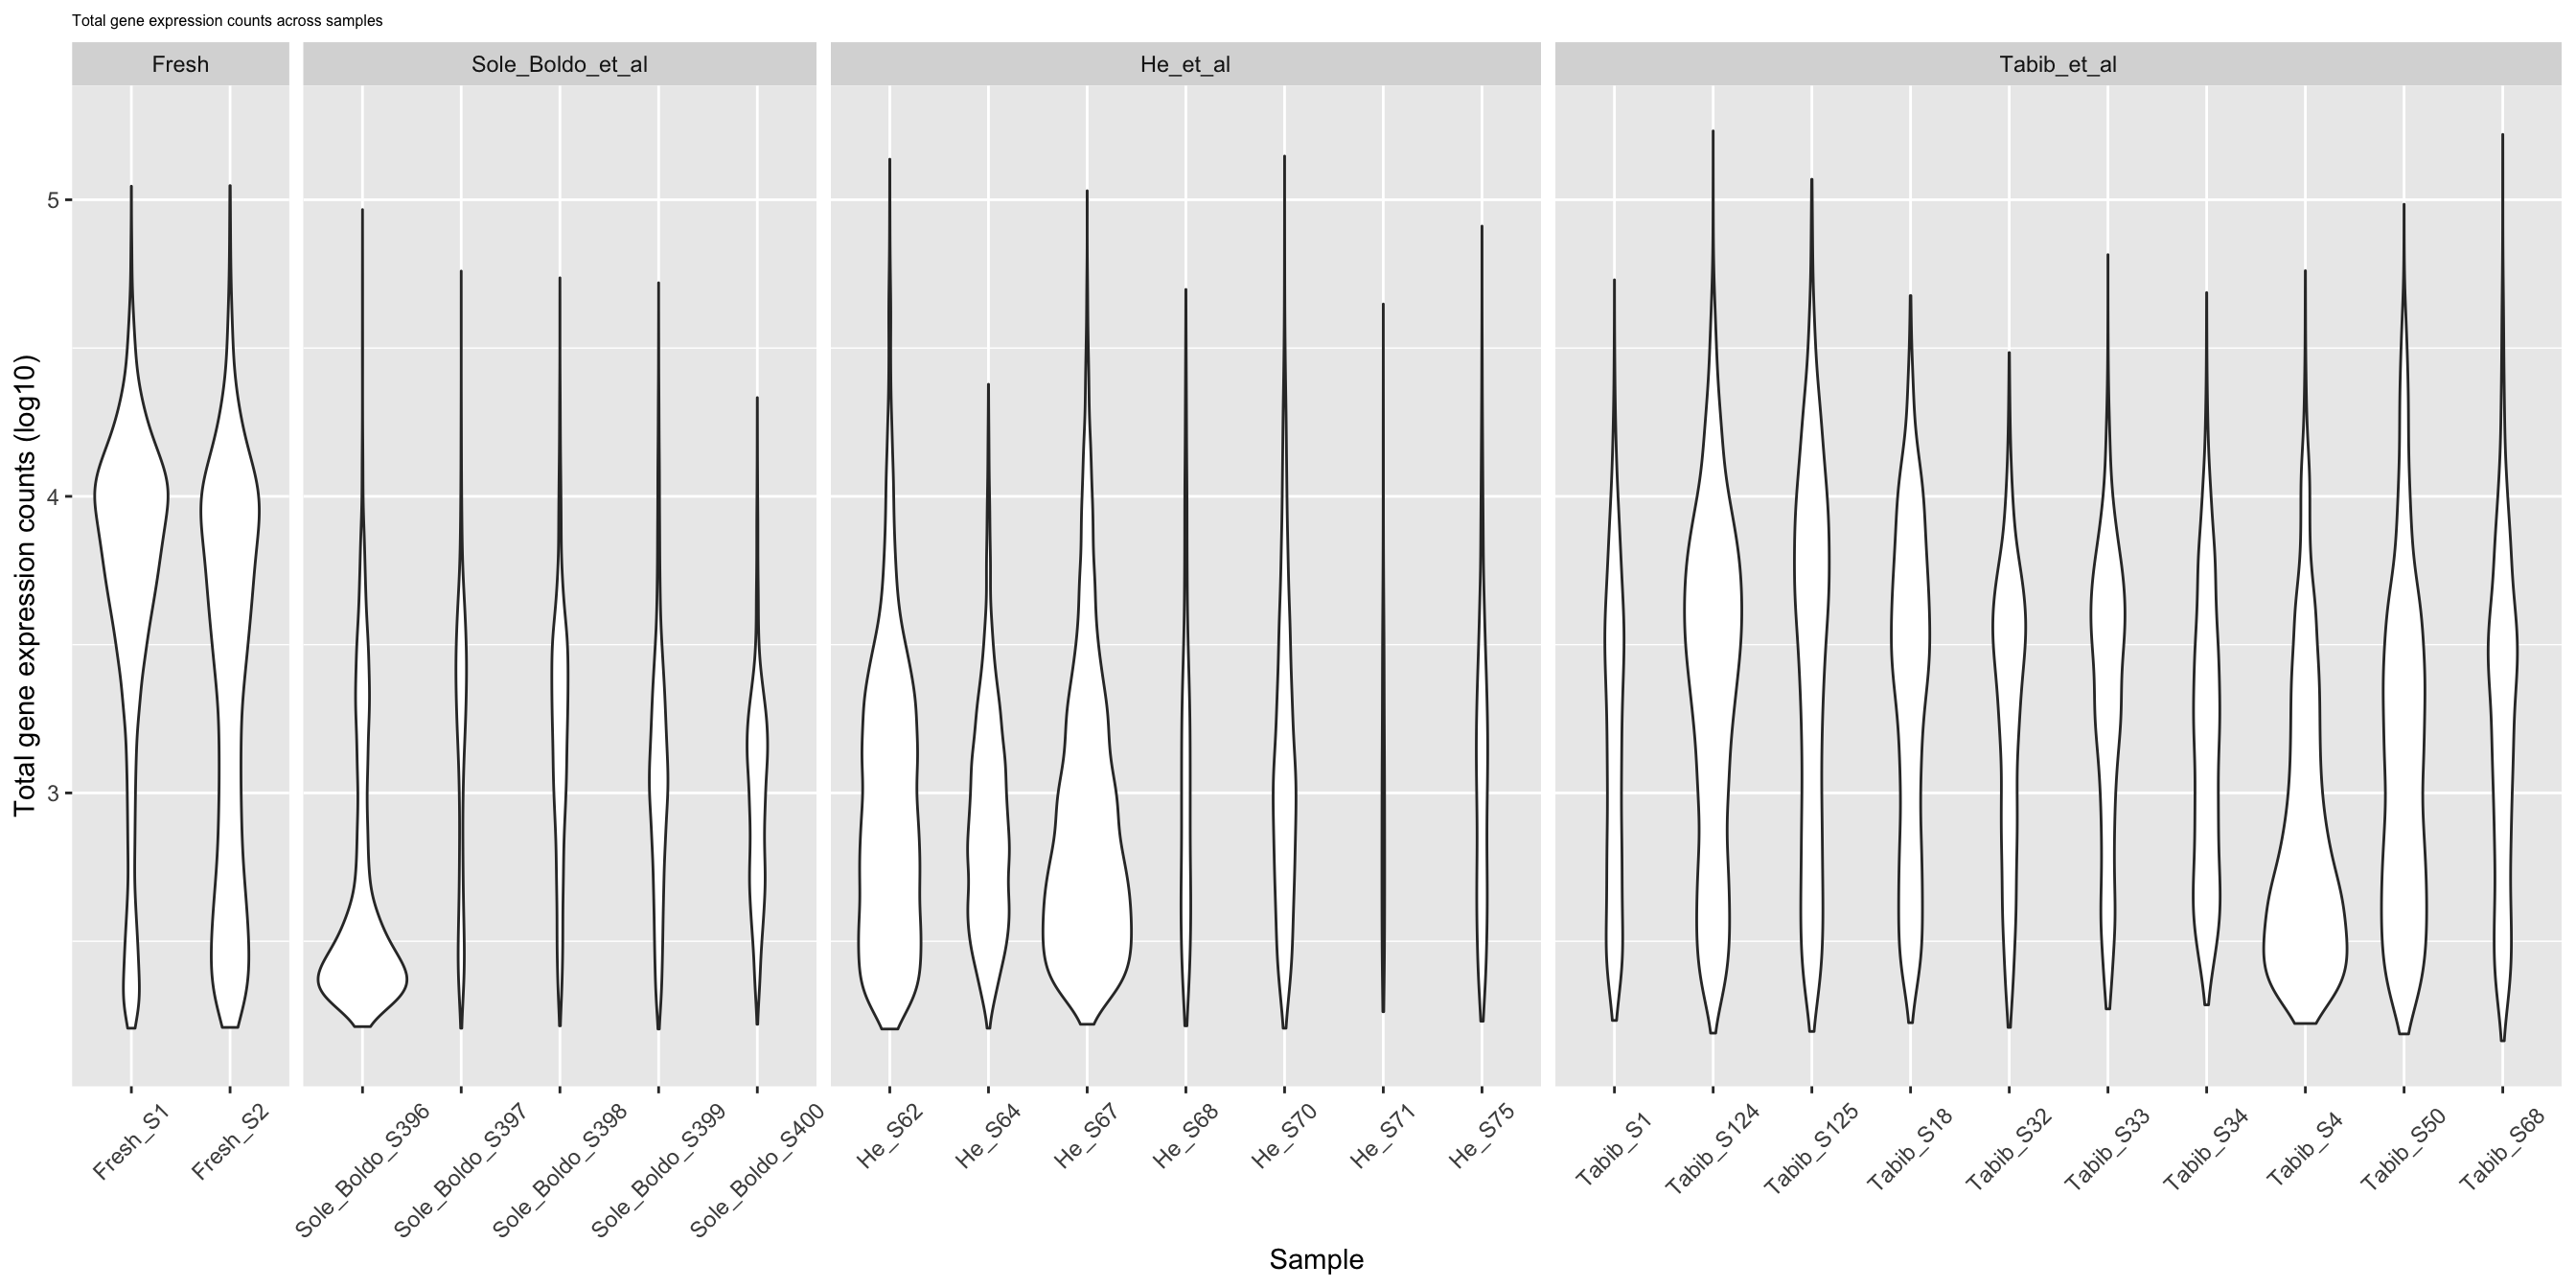 Total gene expression counts across samples
Fresh
Sole_Boldo_et_al
He_et_al
Tabib_et_al
Total gene expression counts (log10)
5
4
3
Fresh_S1
Fresh_S2
Sole_Boldo_S396
Sole_Boldo_S397
Sole_Boldo_S398
Sole_Boldo_S399
Sole_Boldo_S400
He_S62
He_S64
He_S67
He_S68
He_S70
He_S71
He_S75
Tabib_S1
Tabib_S124
Tabib_S125
Tabib_S18
Tabib_S32
Tabib_S33
Tabib_S34
Tabib_S4
Tabib_S50
Tabib_S68
Sample